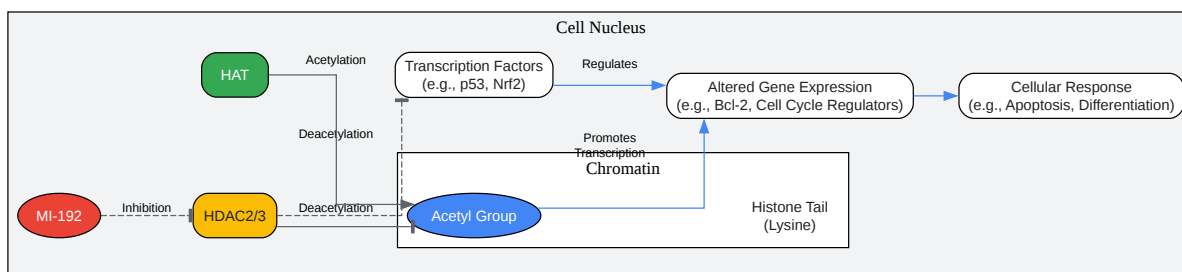 Cell Nucleus
HAT
Acetylation
Transcription Factors
(e.g., p53, Nrf2)
Regulates
Altered Gene Expression
(e.g., Bcl-2, Cell Cycle Regulators)
Cellular Response
(e.g., Apoptosis, Differentiation)
Deacetylation
Promotes
Transcription
Chromatin
MI-192
Inhibition
HDAC2/3
Deacetylation
Acetyl Group
Histone Tail
(Lysine)